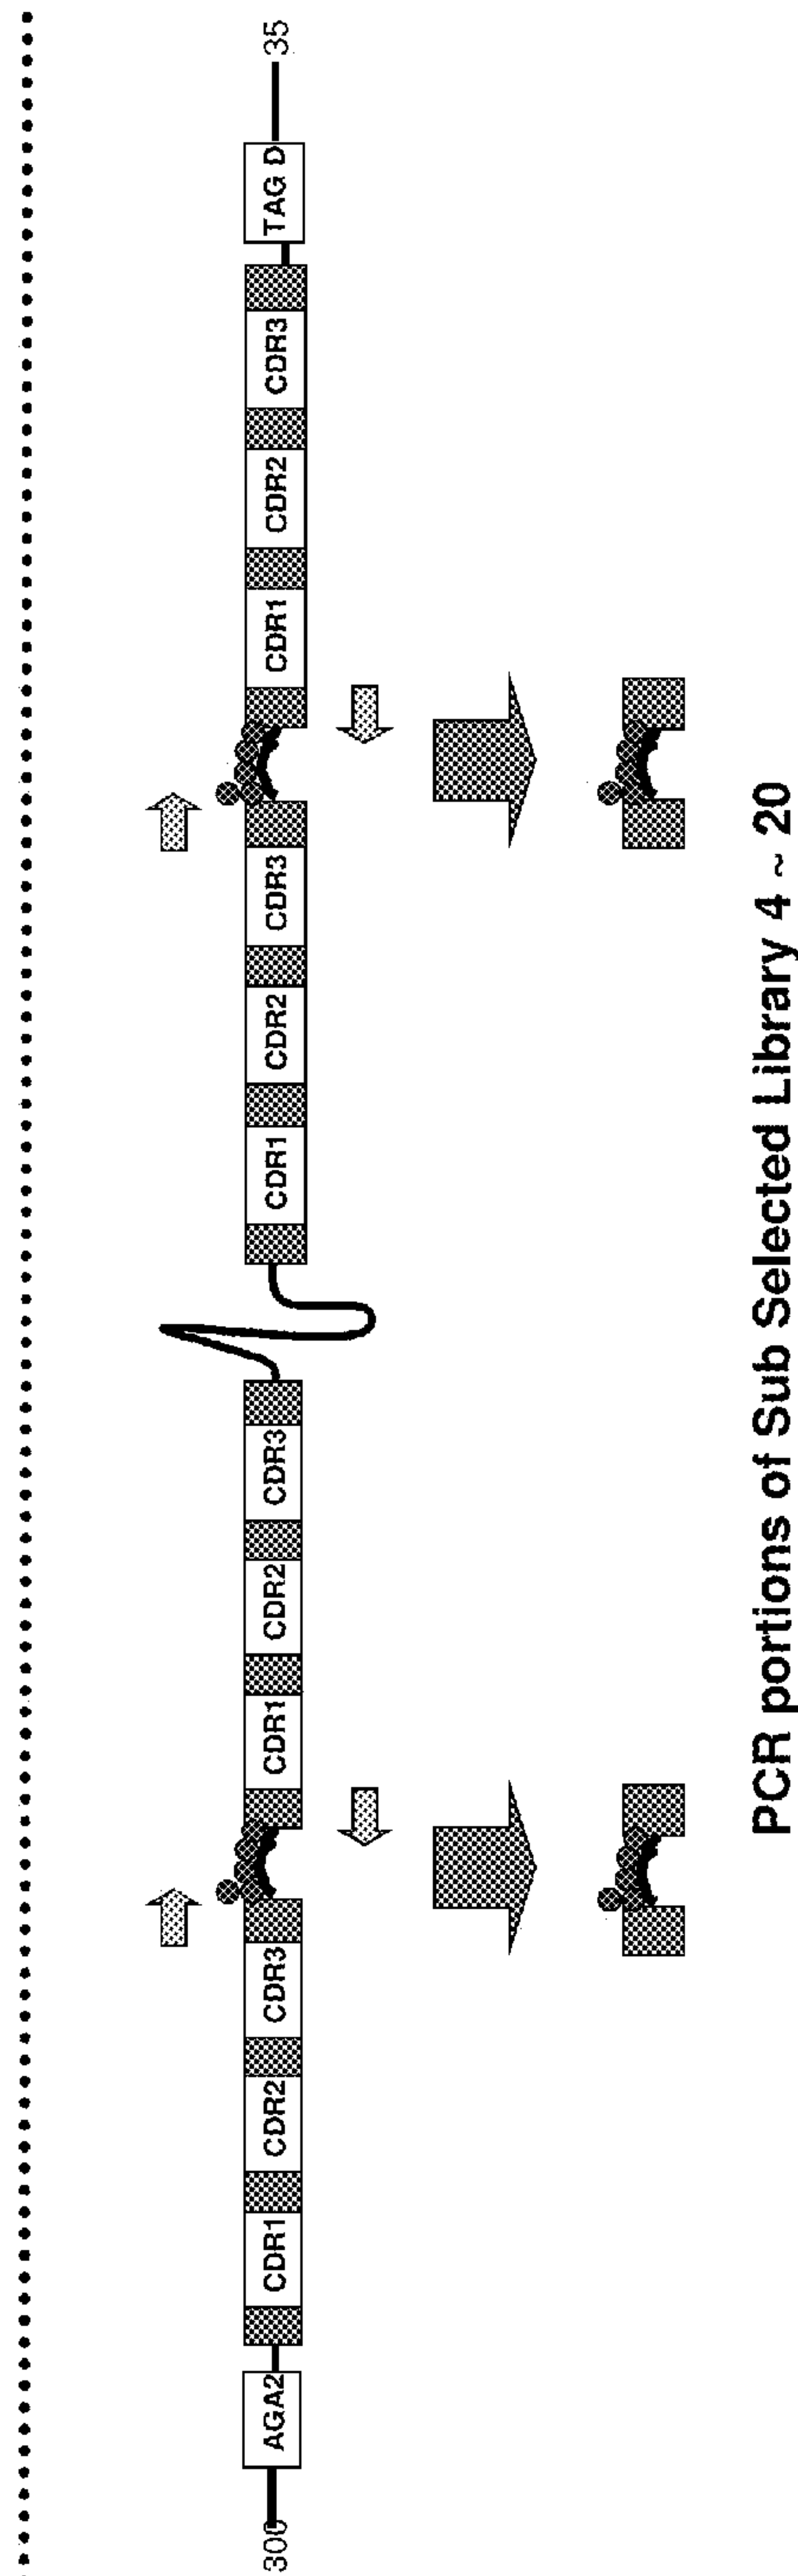 300 AGA2 CDR1 CDR2 CDR3 CDR1 CDR2 CDR3 CDR1 CDR2 CDR3 CDR1 CDR2 CDR3 TAG D 35
PCR portions of Sub Selected Library 4 ~ 20